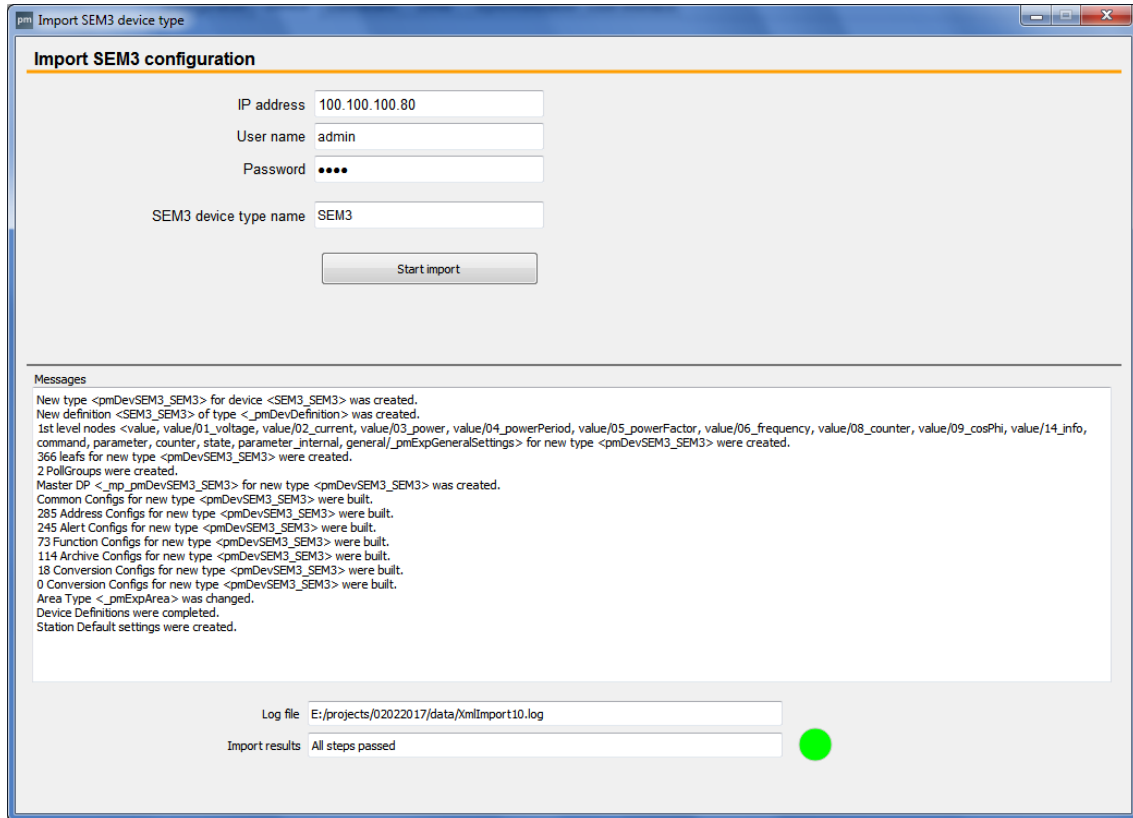 pm Import SEM3 device type
Import SEM3 configuration
IP address 100.100.100.80
User name admin
Password ••••
SEM3 device type name SEM3
Start import
Messages
New type <pmDevSEM3_SEM3> for device <SEM3_SEM3> was created.
New definition <SEM3_SEM3> of type <_pmDevDefinition> was created.
1st level nodes <value, value/01_voltage, value/02_current, value/03_power, value/04_powerPeriod, value/05_powerFactor, value/06_frequency, value/08_counter, value/09_cosPhi, value/14_info,
command, parameter, counter, state, parameter_internal, general/_pmExpGeneralSettings> for new type <pmDevSEM3_SEM3> were created.
366 leafs for new type <pmDevSEM3_SEM3> were created.
2 PollGroups were created.
Master DP <_mp_pmDevSEM3_SEM3> for new type <pmDevSEM3_SEM3> was created.
Common Configs for new type <pmDevSEM3_SEM3> were built.
285 Address Configs for new type <pmDevSEM3_SEM3> were built.
245 Alert Configs for new type <pmDevSEM3_SEM3> were built.
73 Function Configs for new type <pmDevSEM3_SEM3> were built.
114 Archive Configs for new type <pmDevSEM3_SEM3> were built.
18 Conversion Configs for new type <pmDevSEM3_SEM3> were built.
0 Conversion Configs for new type <pmDevSEM3_SEM3> were built.
Area Type <_pmExpArea> was changed.
Device Definitions were completed.
Station Default settings were created.
Log file E:/projects/02022017/data/XmlImport10.log
Import results All steps passed